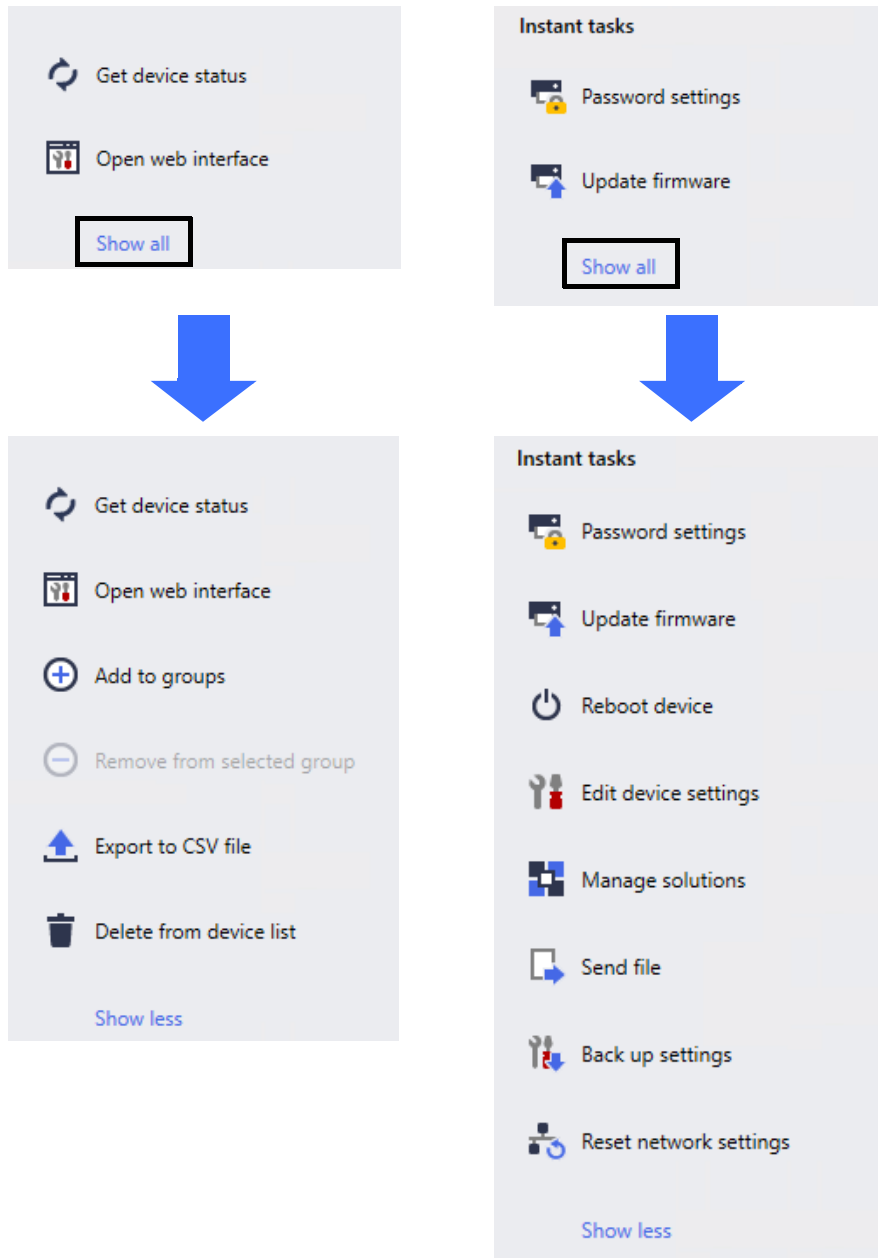 Get device status
Open web interface
Show all
Instant tasks
Password settings
Update firmware
Show all
Get device status
Open web interface
Add to groups
Remove from selected group
Export to CSV file
Delete from device list
Show less
Instant tasks
Password settings
Update firmware
Reboot device
Edit device settings
Manage solutions
Send file
Back up settings
Reset network settings
Show less